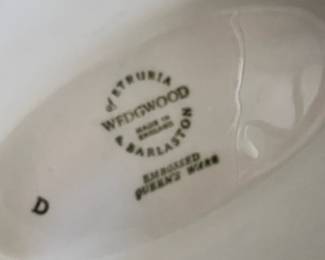 of ETRURIA
WEDGWOOD
MADE IN
ENGLAND
& BARLASTON
EMBOSSED
QUEEN'S WARE
D